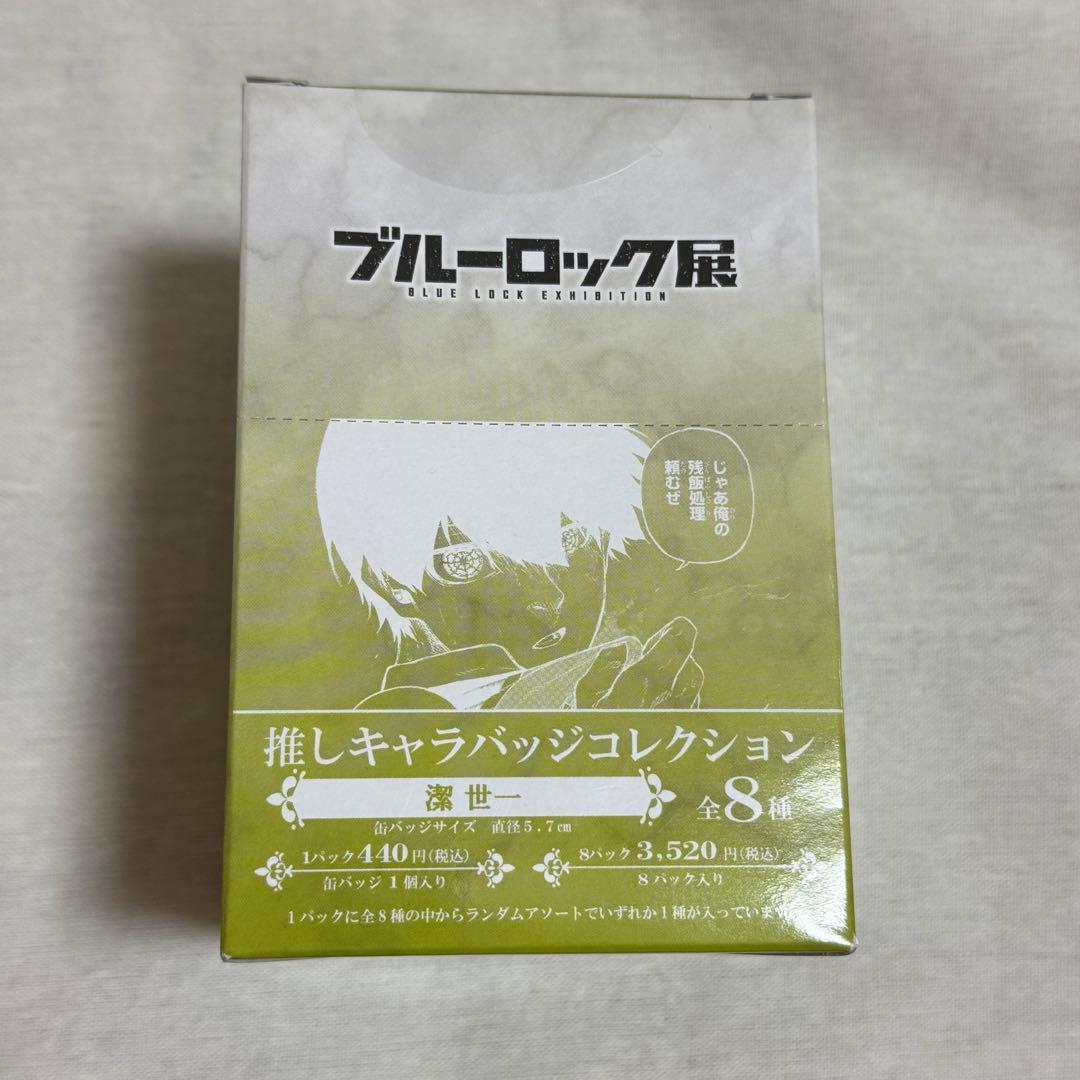 ブルーロック展
BLUE LOCK EXHIBITION
じゃあ俺の
残飯処理
頼むぜ
推しキャラバッジコレクション
潔 世一
全8種
缶バッジサイズ 直径5.7cm
1パック440円(税込)
缶バッジ1個入り
8パック3,520円(税込)
8パック入り
1パックに全8種の中からランダムアソートでいずれか1種が入っていま